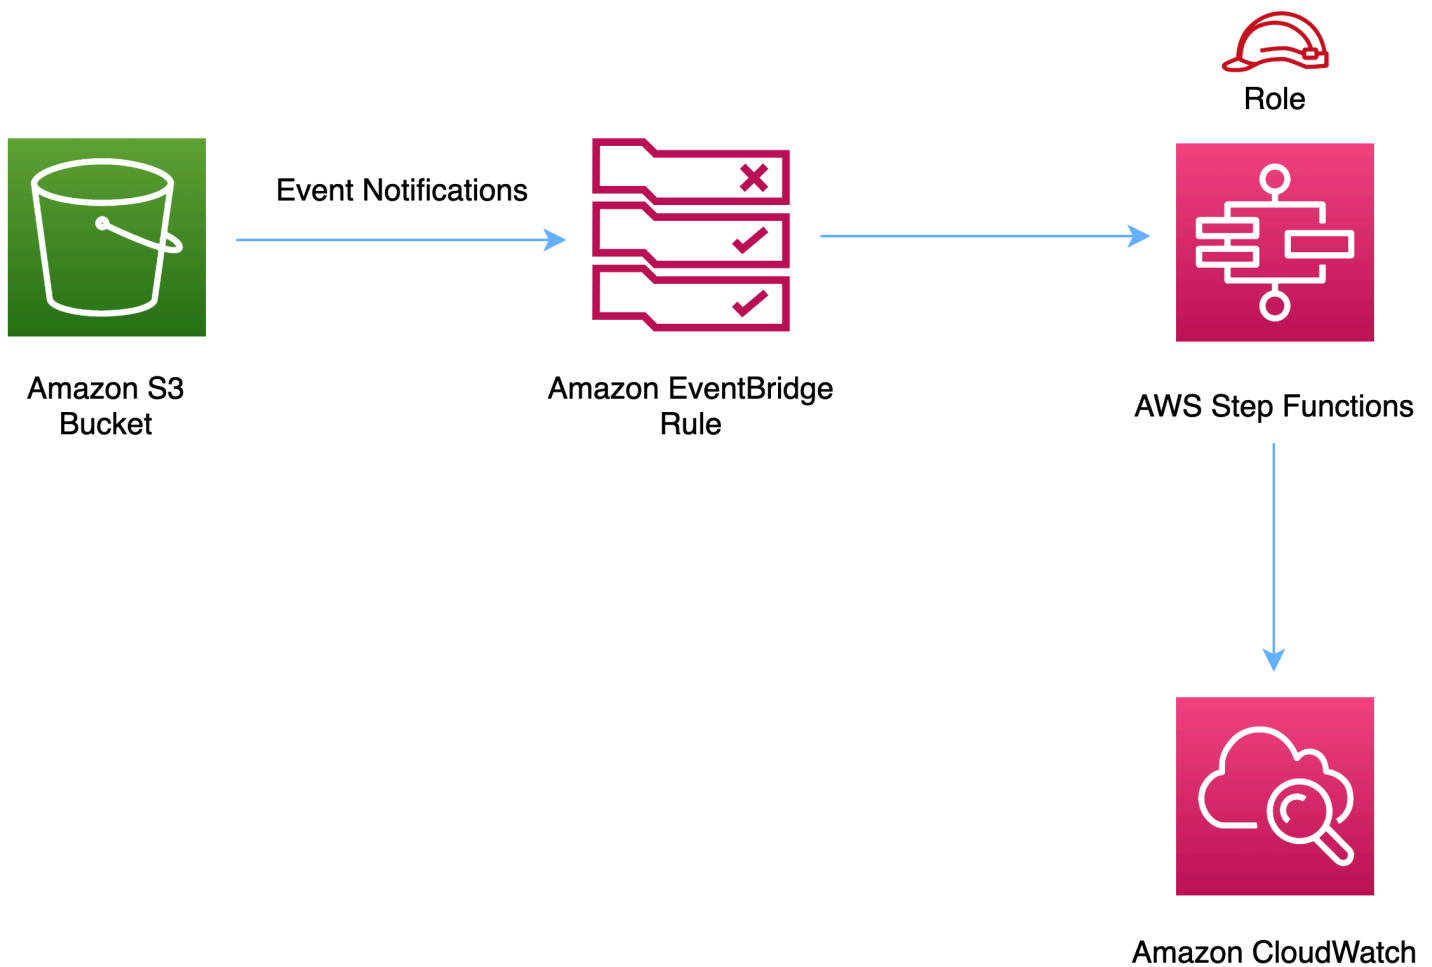 Role
Event Notifications
Amazon S3
Bucket
Amazon EventBridge
Rule
AWS Step Functions
Amazon CloudWatch